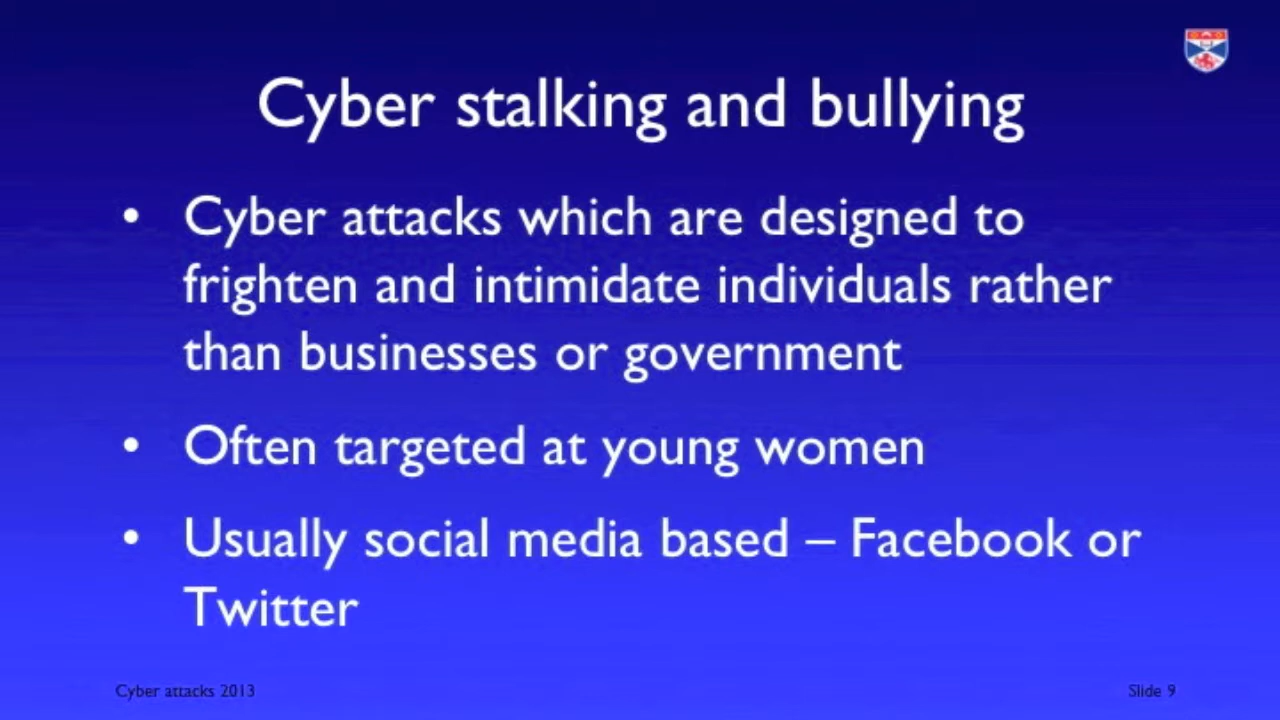 Cyber stalking and bullying
• Cyber attacks which are designed to
frighten and intimidate individuals rather
than businesses or government
• Often targeted at young women
• Usually social media based – Facebook or
Twitter
Cyber attacks 2013
Slide 9